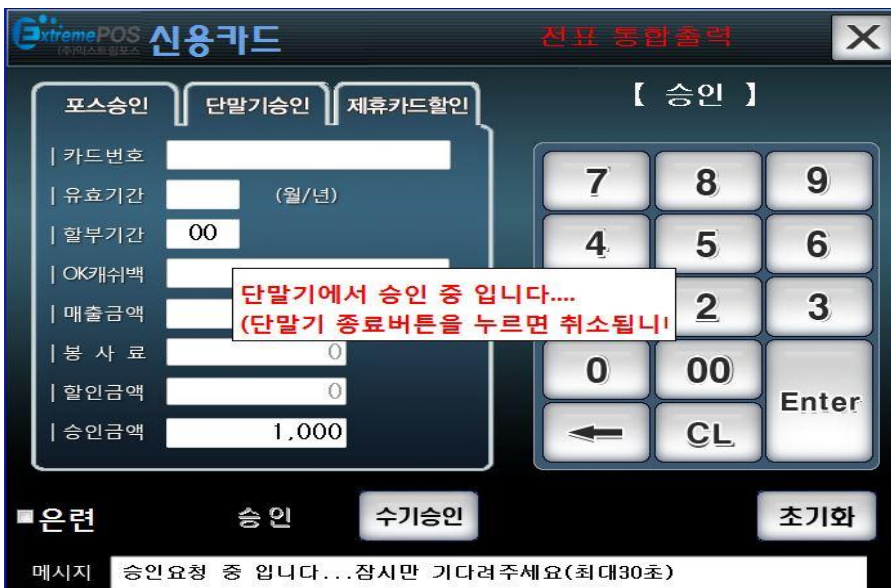 ExtremePOS
(주)익스트림포스
신용카드
전표 통합출력
포스승인
단말기승인
제휴카드할인
【 승인 】
카드번호
유효기간
(월/년)
할부기간
00
OK캐쉬백
매출금액
봉 사 료
0
할인금액
0
승인금액
1,000
단말기에서 승인 중 입니다....
(단말기 종료버튼을 누르면 취소됩니
7 8 9
4 5 6
2 3
0 00
Enter
CL
은련
승인
수기승인
초기화
메시지
승인요청 중 입니다...잠시만 기다려주세요(최대30초)